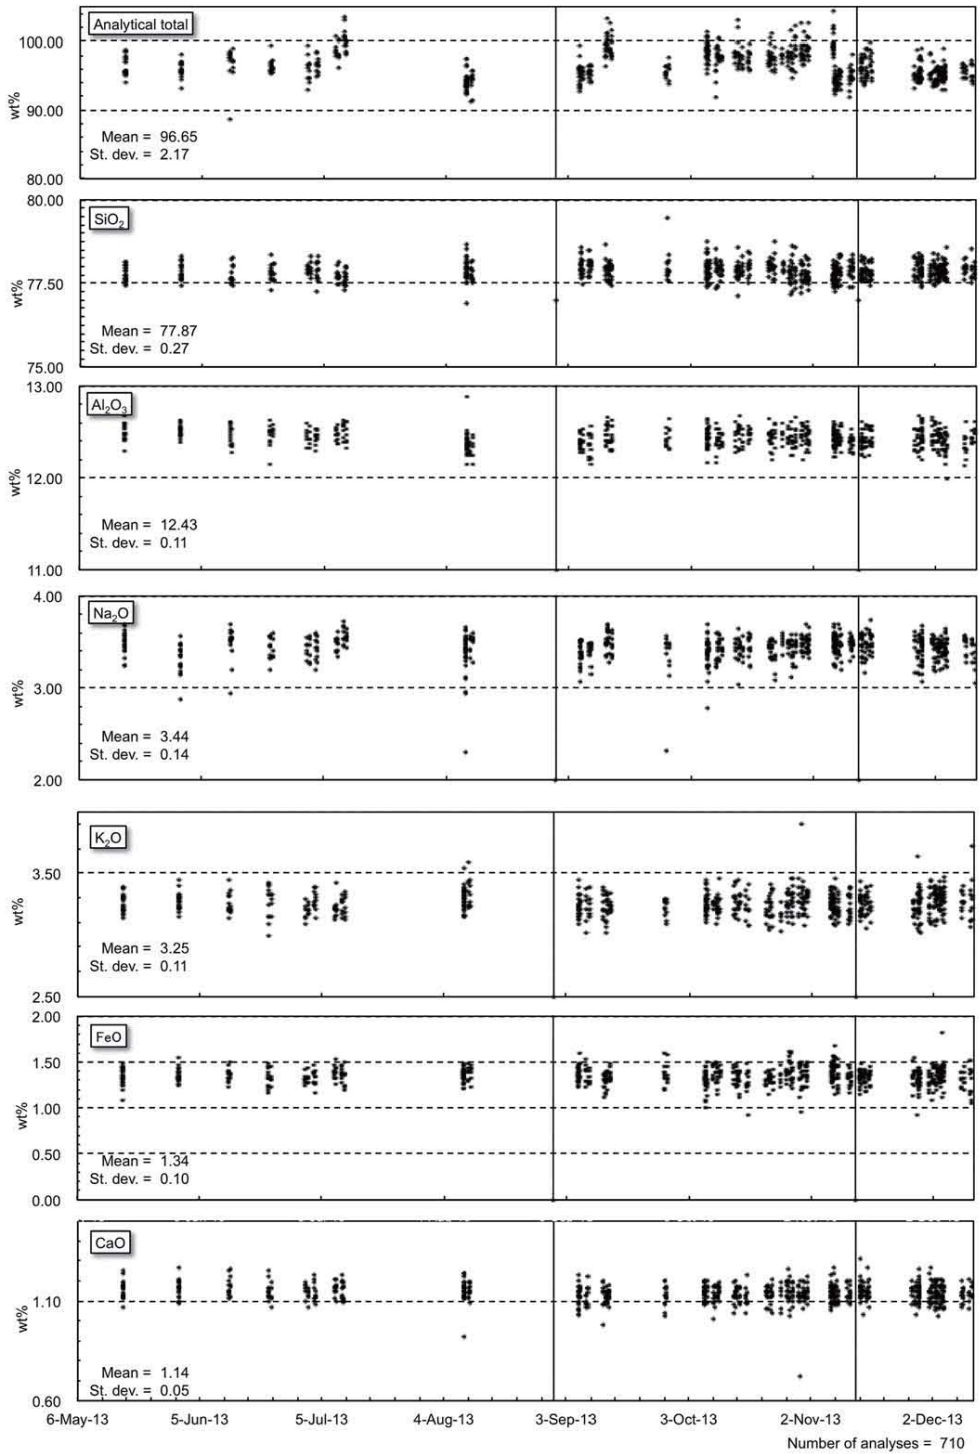 Analytical total
100.00
90.00
80.00
wt%
Mean = 96.65
St. dev. = 2.17
SiO₂
80.00
77.50
75.00
wt%
Mean = 77.87
St. dev. = 0.27
Al₂O₃
13.00
12.00
11.00
wt%
Mean = 12.43
St. dev. = 0.11
Na₂O
4.00
3.00
2.00
wt%
Mean = 3.44
St. dev. = 0.14
K₂O
3.50
2.50
wt%
Mean = 3.25
St. dev. = 0.11
FeO
2.00
1.50
1.00
0.50
0.00
wt%
Mean = 1.34
St. dev. = 0.10
CaO
1.10
0.60
wt%
Mean = 1.14
St. dev. = 0.05
6-May-13 5-Jun-13 5-Jul-13 4-Aug-13 3-Sep-13 3-Oct-13 2-Nov-13 2-Dec-13
Number of analyses = 710